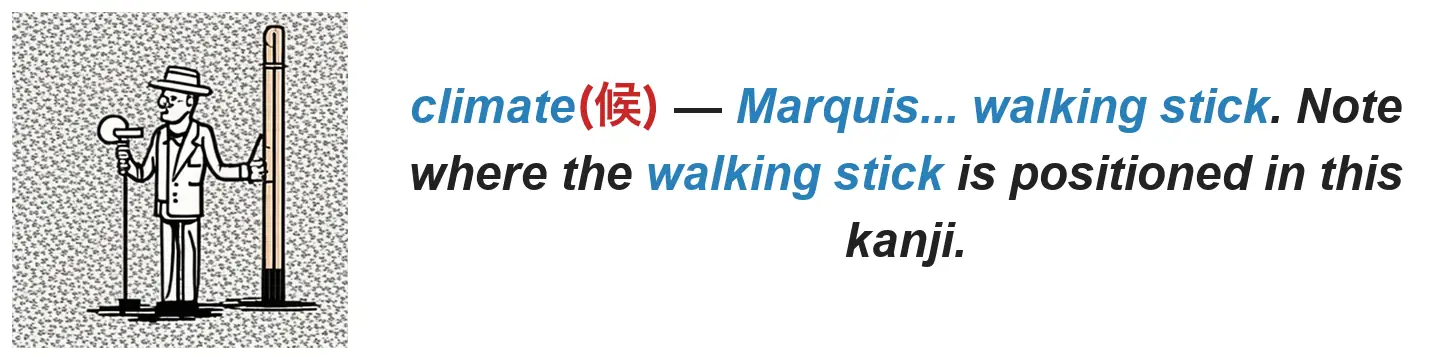 climate(候) — Marquis... walking stick. Note
where the walking stick is positioned in this
kanji.